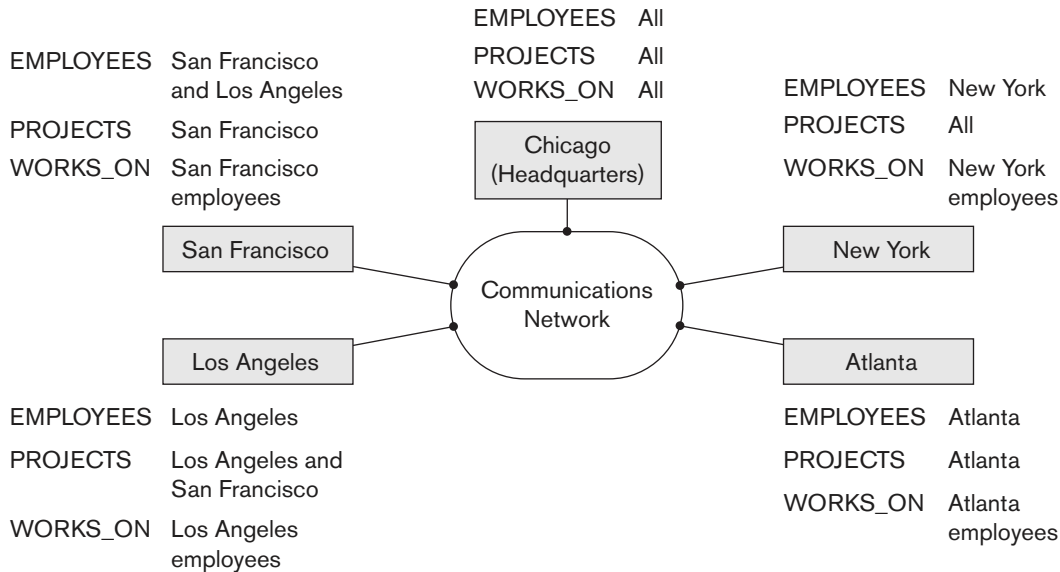 EMPLOYEES All
PROJECTS All
WORKS_ON All
Chicago
(Headquarters)
EMPLOYEES San Francisco
and Los Angeles
PROJECTS San Francisco
WORKS_ON San Francisco
employees
San Francisco
EMPLOYEES New York
PROJECTS All
WORKS_ON New York
employees
New York
Communications
Network
Los Angeles
EMPLOYEES Los Angeles
PROJECTS Los Angeles and
San Francisco
WORKS_ON Los Angeles
employees
Atlanta
EMPLOYEES Atlanta
PROJECTS Atlanta
WORKS_ON Atlanta
employees